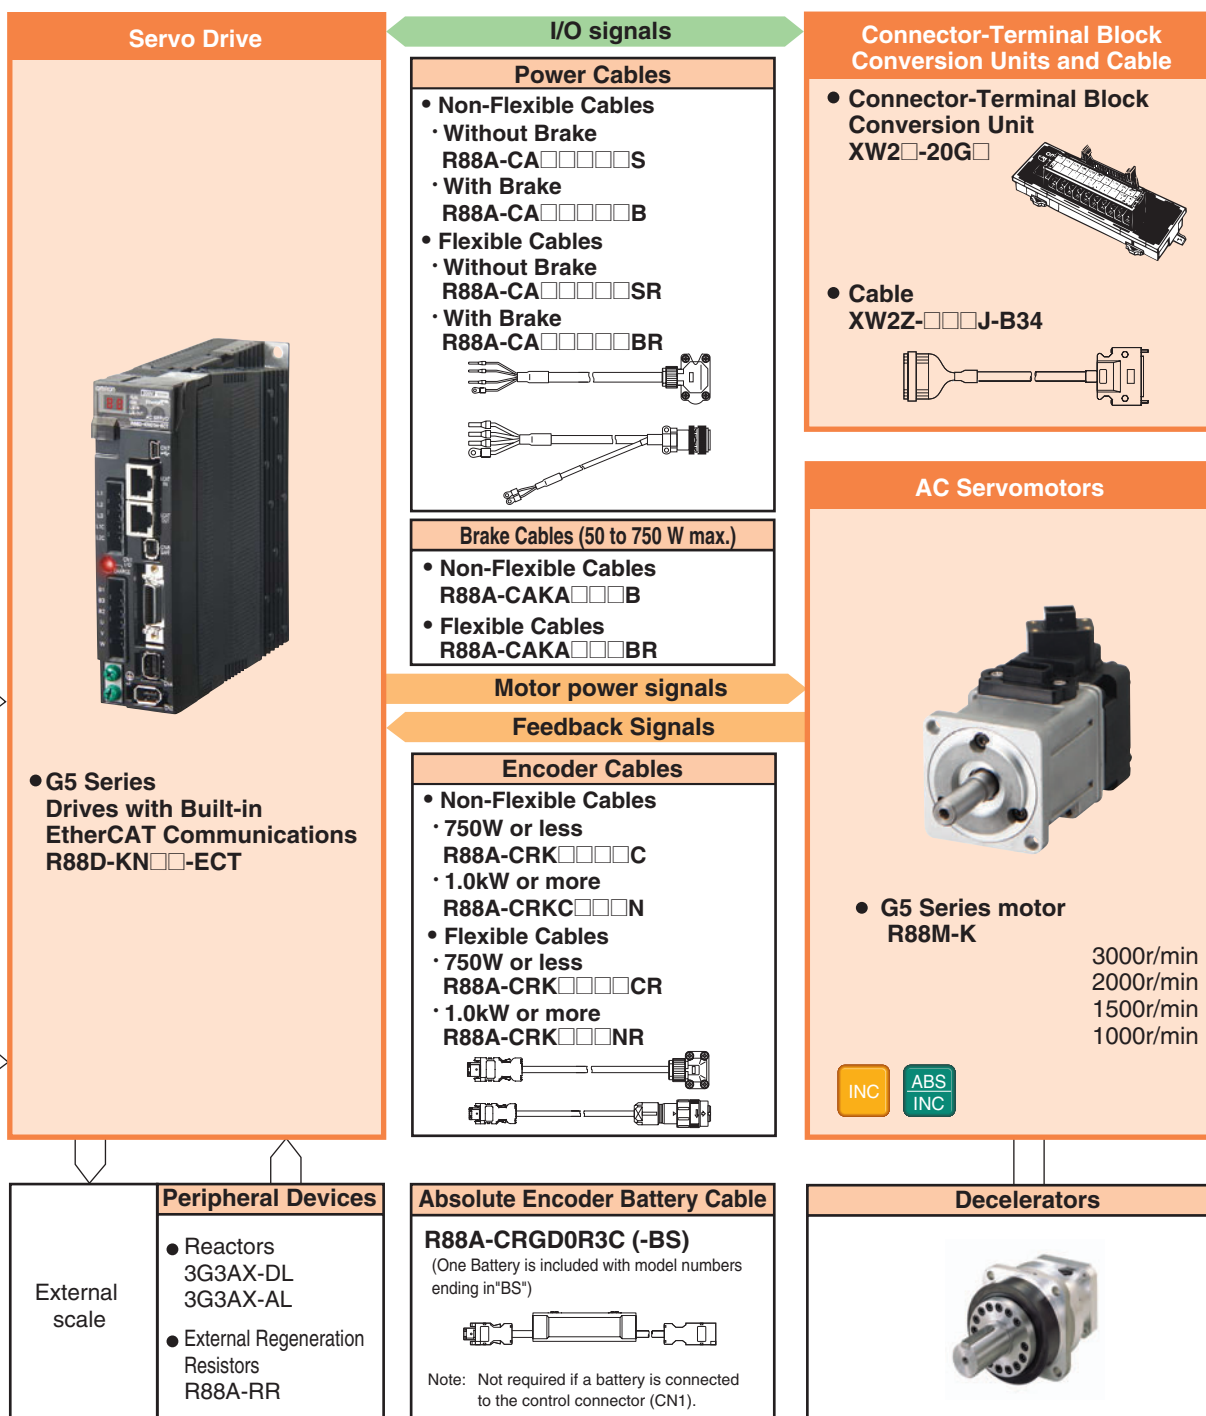 Servo Drive
I/O signals
Connector-Terminal Block
Conversion Units and Cable
Power Cables
• Non-Flexible Cables
· Without Brake
R88A-CA□□□□□S
· With Brake
R88A-CA□□□□□B
• Flexible Cables
· Without Brake
R88A-CA□□□□□SR
· With Brake
R88A-CA□□□□□BR
● Connector-Terminal Block
Conversion Unit
XW2□-20G□
● Cable
XW2Z-□□□J-B34
Brake Cables (50 to 750 W max.)
• Non-Flexible Cables
R88A-CAKA□□□B
• Flexible Cables
R88A-CAKA□□□BR
AC Servomotors
Motor power signals
Feedback Signals
● G5 Series
Drives with Built-in
EtherCAT Communications
R88D-KN□□-ECT
Encoder Cables
• Non-Flexible Cables
· 750W or less
R88A-CRK□□□□C
· 1.0kW or more
R88A-CRKC□□□N
• Flexible Cables
· 750W or less
R88A-CRK□□□□CR
· 1.0kW or more
R88A-CRK□□□NR
● G5 Series motor
R88M-K
3000r/min
2000r/min
1500r/min
1000r/min
INC
ABS
INC
External
scale
Peripheral Devices
● Reactors
3G3AX-DL
3G3AX-AL
● External Regeneration
Resistors
R88A-RR
Absolute Encoder Battery Cable
R88A-CRGD0R3C (-BS)
(One Battery is included with model numbers
ending in"BS")
Note: Not required if a battery is connected
to the control connector (CN1).
Decelerators